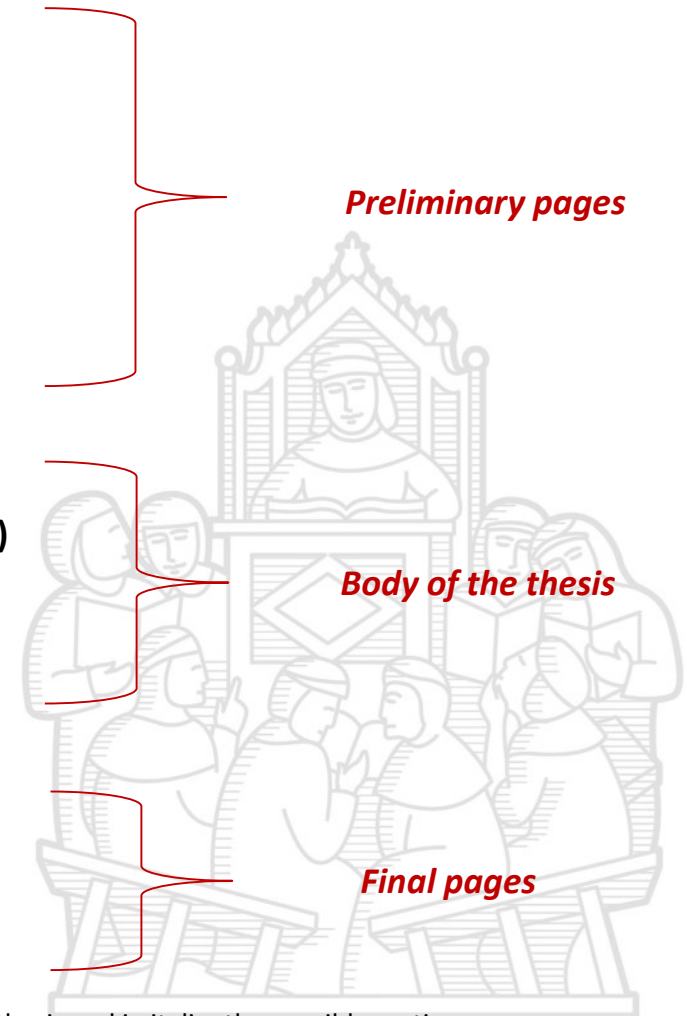 Preliminary pages
)
Body of the thesis
Final pages